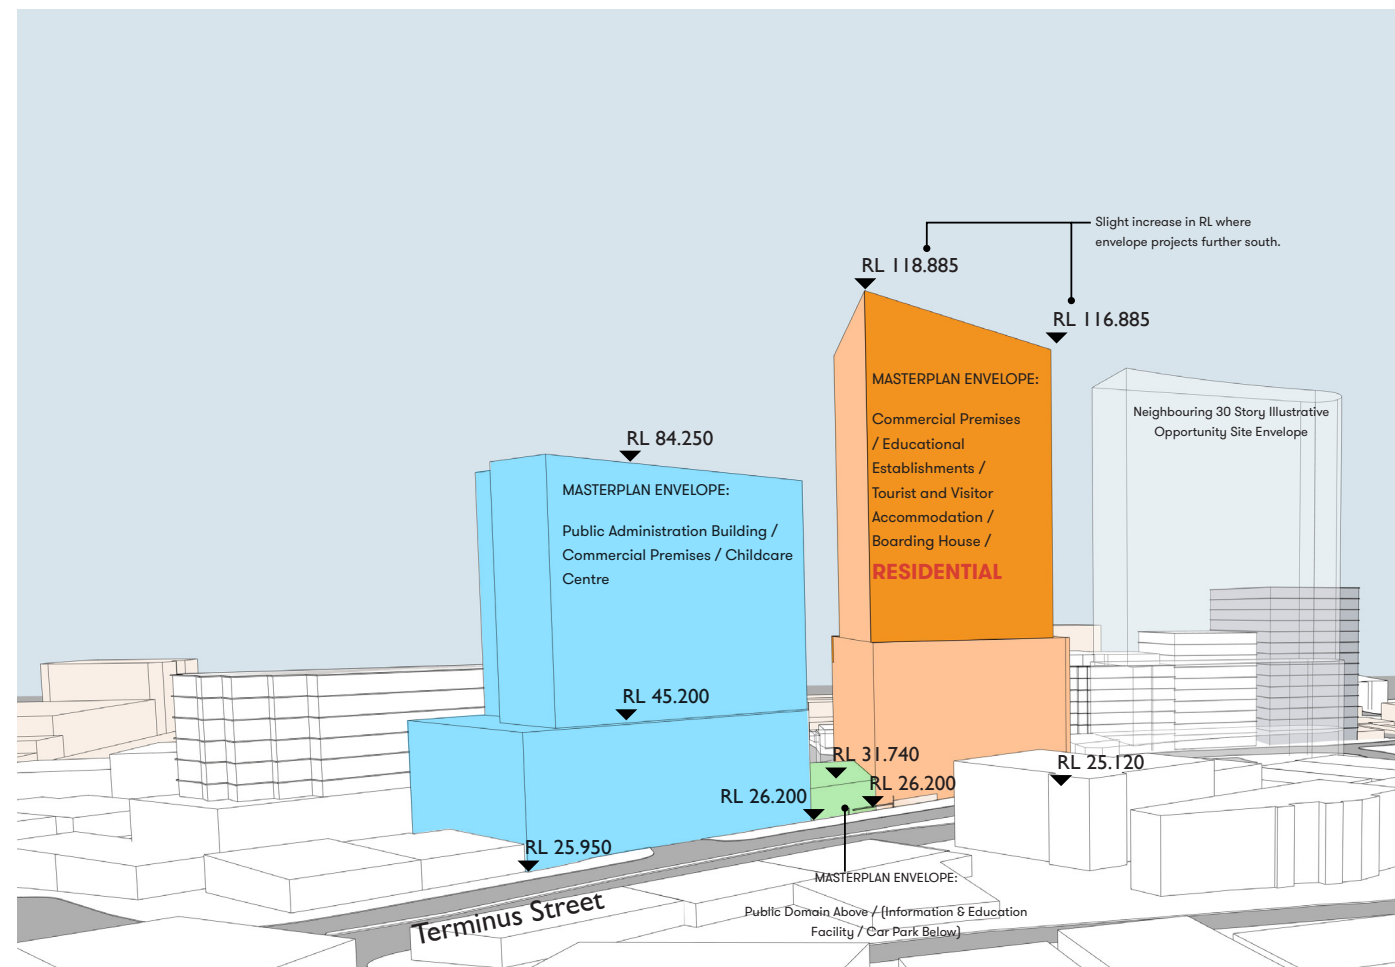 Slight increase in RL where
envelope projects further south.
RL 118.885
RL 116.885
MASTERPLAN ENVELOPE:
Commercial Premises
/ Educational
Establishments /
Tourist and Visitor
Accommodation /
Boarding House /
RESIDENTIAL
Neighbouring 30 Story Illustrative
Opportunity Site Envelope
RL 84.250
MASTERPLAN ENVELOPE:
Public Administration Building /
Commercial Premises / Childcare
Centre
RL 45.200
RL 31.740
RL 25.120
RL 26.200
RL 26.200
RL 25.950
MASTERPLAN ENVELOPE:
Public Domain Above / (Information & Education
Facility / Car Park Below)
Terminus Street